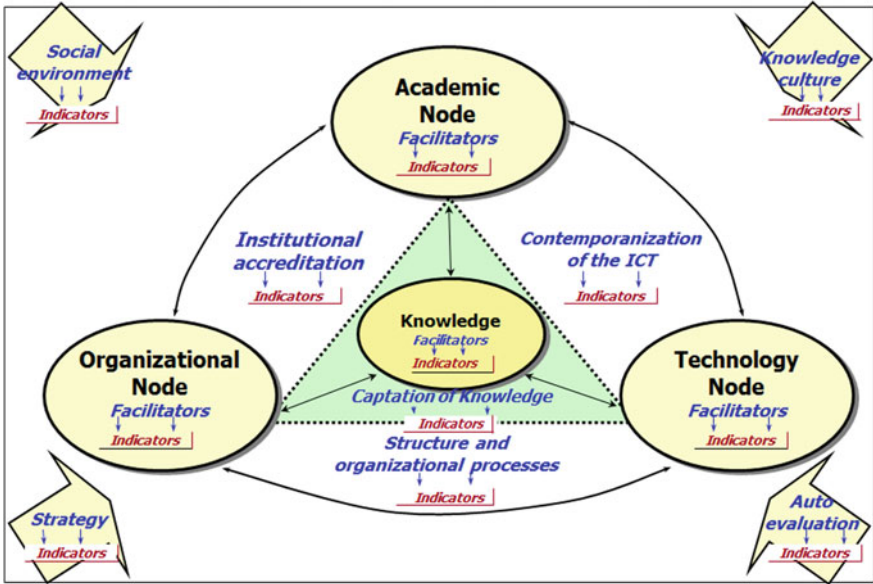 Social
environment
Indicators
Knowledge
culture
Indicators
Academic
Node
Facilitators
Indicators
Institutional
accreditation
Indicators
Contemporanization
of the ICT
Indicators
Knowledge
Facilitators
Indicators
Organizational
Node
Facilitators
Indicators
Technology
Node
Facilitators
Indicators
Captation of Knowledge
Indicators
Structure and
organizational processes
Indicators
Strategy
Indicators
Auto
evaluation
Indicators